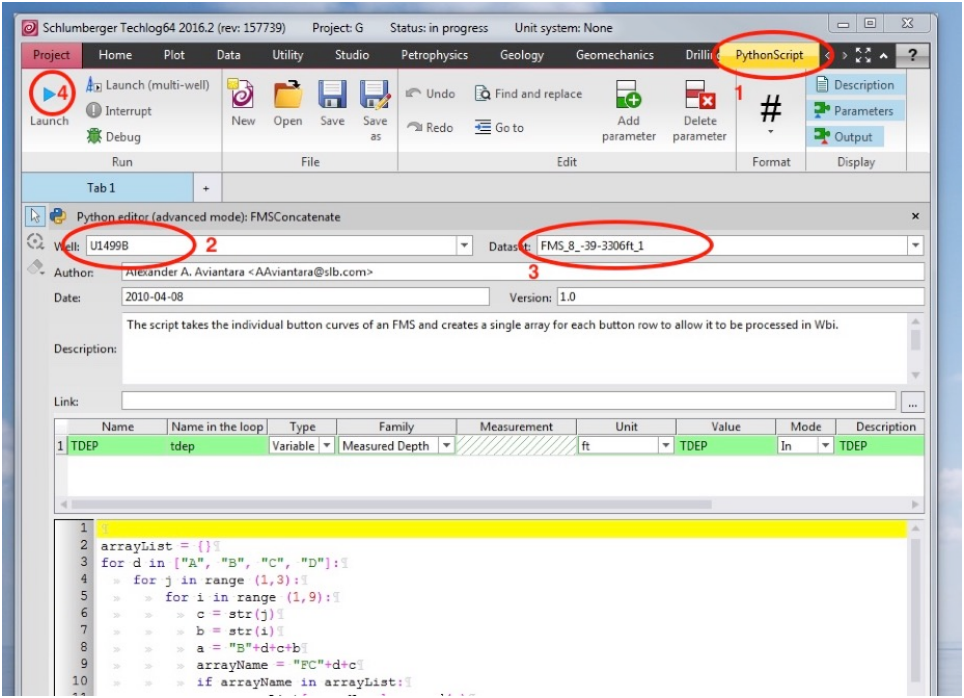 Schlumberger Techlog64 2016.2 (rev: 157739) Project: G Status: in progress Unit system: None
Project Home Plot Data Utility Studio Petrophysics Geology Geomechanics Drilling PythonScript ?
4 Launch (multi-well) Undo Find and replace 1 # Description
Interrupt Parameters
Launch New Open Save Save as Redo Go to Add parameter Delete parameter
Debug Output
Run File Edit Format Display
Tab 1 +
Python editor (advanced mode): FMSConcatenate
Well: U1499B 2 Dataset: FMS_8_-39-3306ft_1
3
Author: Alexander A. Aviantara <AAviantara@slb.com>
Date: 2010-04-08 Version: 1.0
The script takes the individual button curves of an FMS and creates a single array for each button row to allow it to be processed in Wbi.
Description:
Link: ...
Name Name in the loop Type Family Measurement Unit Value Mode Description
1 TDEP tdep Variable Measured Depth ft TDEP In TDEP
1
2 arrayList = {}
3 for d in ["A", "B", "C", "D"]:
4 for j in range (1,3):
5 for i in range (1,9):
6 c = str(j)
7 b = str(i)
8 a = "B"+d+c+b
9 arrayName = "FC"+d+c
10 if arrayName in arrayList: